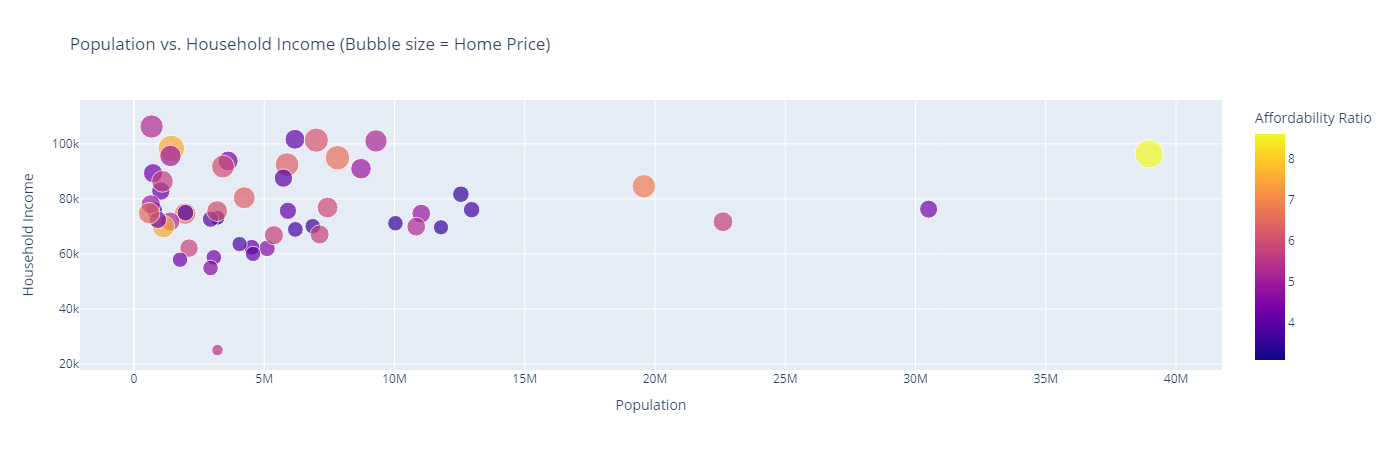 Population vs. Household Income (Bubble size = Home Price)
Affordability Ratio
Household Income
100k
80k
60k
40k
20k
8
7
6
5
4
0
5M
10M
15M
20M
25M
30M
35M
40M
Population